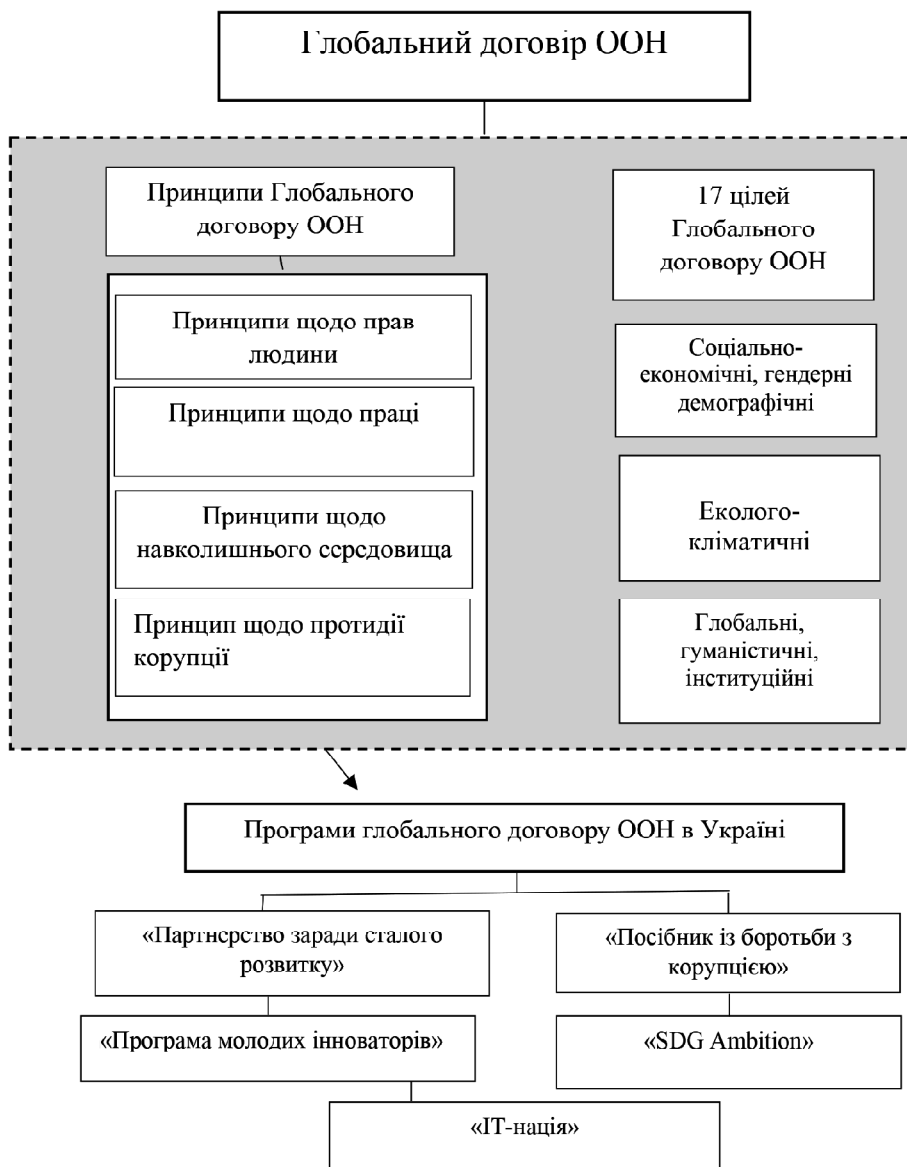 Глобальний договір ООН
Принципи Глобального
договору ООН
Принципи щодо прав
людини
Принципи щодо праці
Принципи щодо
навколишнього середовища
Принцип щодо протидії
корупції
17 цілей
Глобального
договору ООН
Соціально-
економічні, гендерні
демографічні
Еколого-
кліматичні
Глобальні,
гуманістичні,
інституційні
Програми глобального договору ООН в Україні
«Партнерство заради сталого
розвитку»
«Посібник із боротьби з
корупцією»
«Програма молодих інноваторів»
«SDG Ambition»
«ІТ-нація»